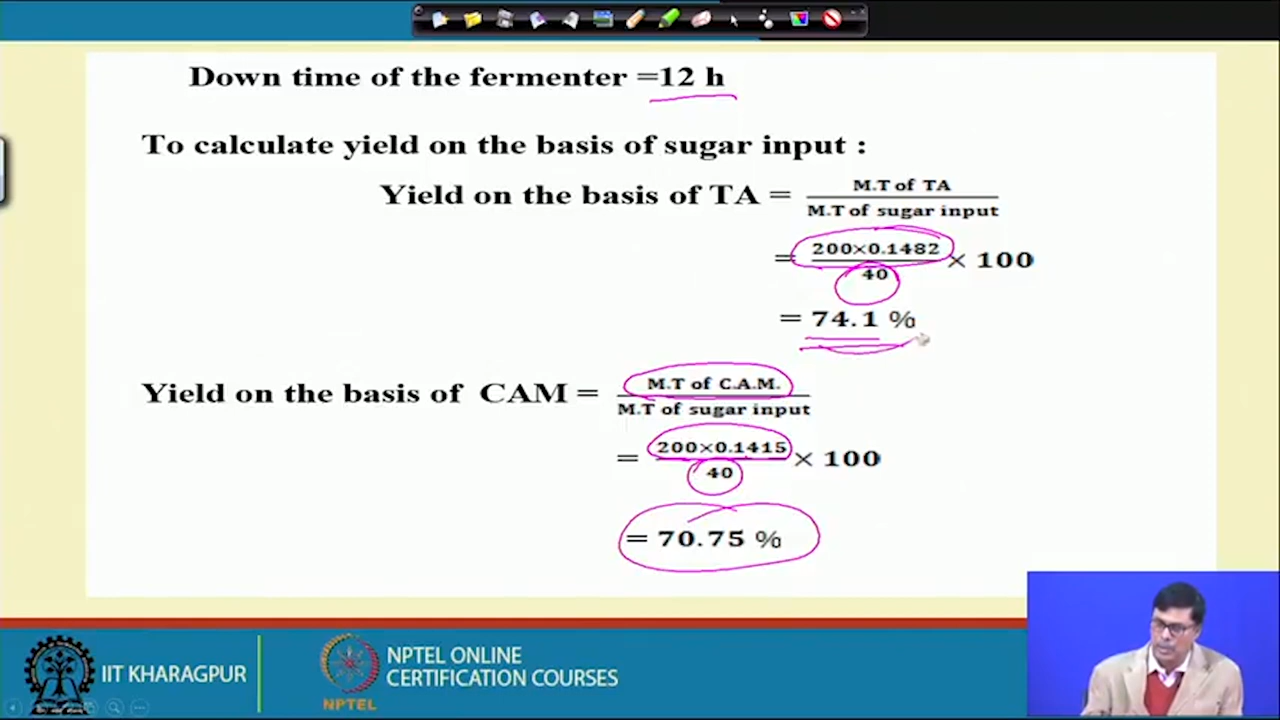 Down time of the fermenter =12 h
To calculate yield on the basis of sugar input :
Yield on the basis of TA = M.T of TA / M.T of sugar input
= 200×0.1482 / 40 × 100
= 74.1 %
Yield on the basis of CAM = M.T of C.A.M. / M.T of sugar input
= 200×0.1415 / 40 × 100
= 70.75 %
IIT KHARAGPUR
NPTEL
NPTEL ONLINE
CERTIFICATION COURSES